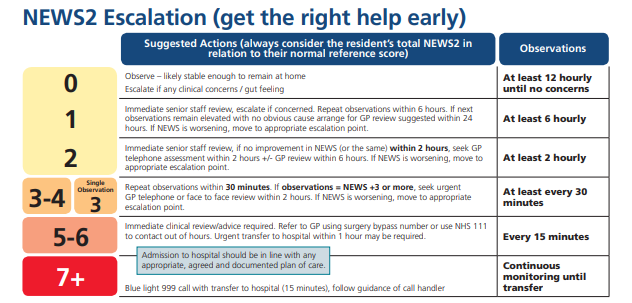 NEWS2 Escalation (get the right help early)
Suggested Actions (always consider the resident's total NEWS2 in
relation to their normal reference score)
Observations
0
Observe – likely stable enough to remain at home
Escalate if any clinical concerns / gut feeling
At least 12 hourly
until no concerns
1
Immediate senior staff review, escalate if concerned. Repeat observations within 6 hours. If next
observations remain elevated with no obvious cause arrange for GP review suggested within 24
hours. If NEWS is worsening, move to appropriate escalation point.
At least 6 hourly
2
Immediate senior staff review, if no improvement in NEWS (or the same) within 2 hours, seek GP
telephone assessment within 2 hours +/- GP review within 6 hours. If NEWS is worsening, move to
appropriate escalation point.
At least 2 hourly
3-4
Single
Observation
3
Repeat observations within 30 minutes. If observations = NEWS +3 or more, seek urgent
GP telephone or face to face review within 2 hours. If NEWS is worsening, move to appropriate
escalation point.
At least every 30
minutes
5-6
Immediate clinical review/advice required. Refer to GP using surgery bypass number or use NHS 111
to contact out of hours. Urgent transfer to hospital within 1 hour may be required.
Every 15 minutes
Admission to hospital should be in line with any
appropriate, agreed and documented plan of care.
7+
Blue light 999 call with transfer to hospital (15 minutes), follow guidance of call handler
Continuous
monitoring until
transfer